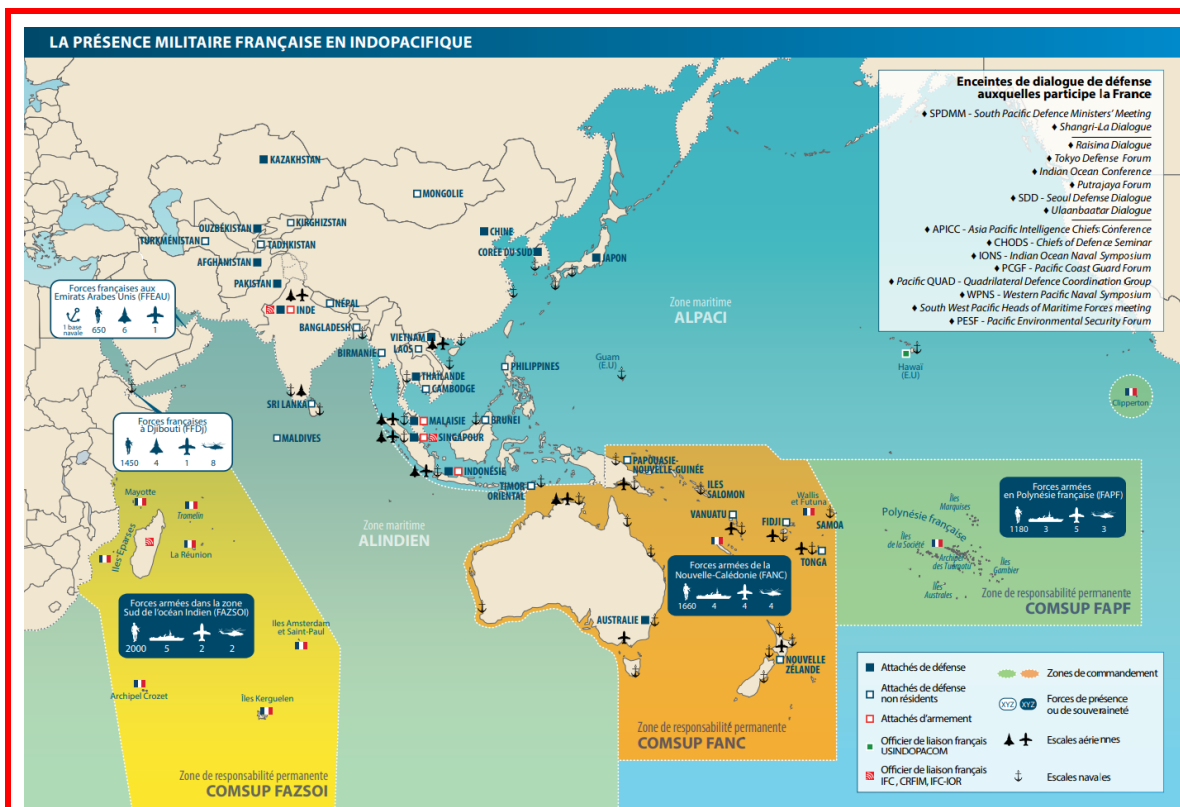 LA PRÉSENCE MILITAIRE FRANÇAISE EN INDOPACIFIQUE
Enceintes de dialogue de défense
auxquelles participe la France
♦ SPDMM - South Pacific Defence Ministers' Meeting
♦ Shangri-La Dialogue
♦ Raisina Dialogue
♦ Tokyo Defense Forum
♦ Indian Ocean Conference
♦ Putrajaya Forum
♦ SDD - Seoul Defense Dialogue
♦ Ulaanbaatar Dialogue
♦ APICC - Asia Pacific Intelligence Chiefs Conference
♦ CHODS - Chiefs of Defence Seminar
♦ IONS - Indian Ocean Naval Symposium
♦ PCGF - Pacific Coast Guard Forum
♦ Pacific QUAD - Quadrilateral Defence Coordination Group
♦ WPNS - Western Pacific Naval Symposium
♦ South West Pacific Heads of Maritime Forces meeting
♦ PESF - Pacific Environmental Security Forum
KAZAKHSTAN
MONGOLIE
OUZBÉKISTAN
KIRGHIZSTAN
TURKMÉNISTAN
TADJIKISTAN
AFGHANISTAN
PAKISTAN
CHINE
CORÉE DU SUD
JAPON
Forces françaises aux
Emirats Arabes Unis (FFEAU)
1 base
navale
650
6
1
INDE
NÉPAL
BANGLADESH
BIRMANIE
VIETNAM
LAOS
THAÏLANDE
CAMBODGE
PHILIPPINES
Zone maritime
ALPACI
Guam
(E.U)
Hawaï
(E.U)
Clipperton
SRI LANKA
MALDIVES
MALAISIE
BRUNEI
SINGAPOUR
INDONÉSIE
TIMOR
ORIENTAL
Forces françaises
à Djibouti (FFDj)
1450
4
1
8
PAPOUASIE-
NOUVELLE-GUINÉE
ILES
SALOMON
VANUATU
Wallis
et Futuna
FIDJI
SAMOA
TONGA
Mayotte
Tromelin
La Réunion
Iles Eparses
Zone maritime
ALINDIEN
Forces armées dans la zone
Sud de l'océan Indien (FAZSOI)
2000
5
2
2
Iles Amsterdam
et Saint-Paul
Archipel Crozet
Îles Kerguelen
Zone de responsabilité permanente
COMSUP FAZSOI
Forces armées de la
Nouvelle-Calédonie (FANC)
1660
4
4
4
AUSTRALIE
NOUVELLE
ZÉLANDE
Zone de responsabilité permanente
COMSUP FANC
Forces armées
en Polynésie française (FAPF)
1180
3
5
3
Îles
Marquises
Polynésie française
Îles
de la Société
Archipel
des Tuamotu
Îles
Gambier
Îles
Australes
Zone de responsabilité permanente
COMSUP FAPF
Attachés de défense
Attachés de défense
non résidents
Attachés d'armement
Officier de liaison français
USINDOPACOM
Officier de liaison français
IFC, CRFIM, IFC-IOR
Zones de commandement
XYZ XYZ Forces de présence
ou de souveraineté
Escales aériennes
Escales navales